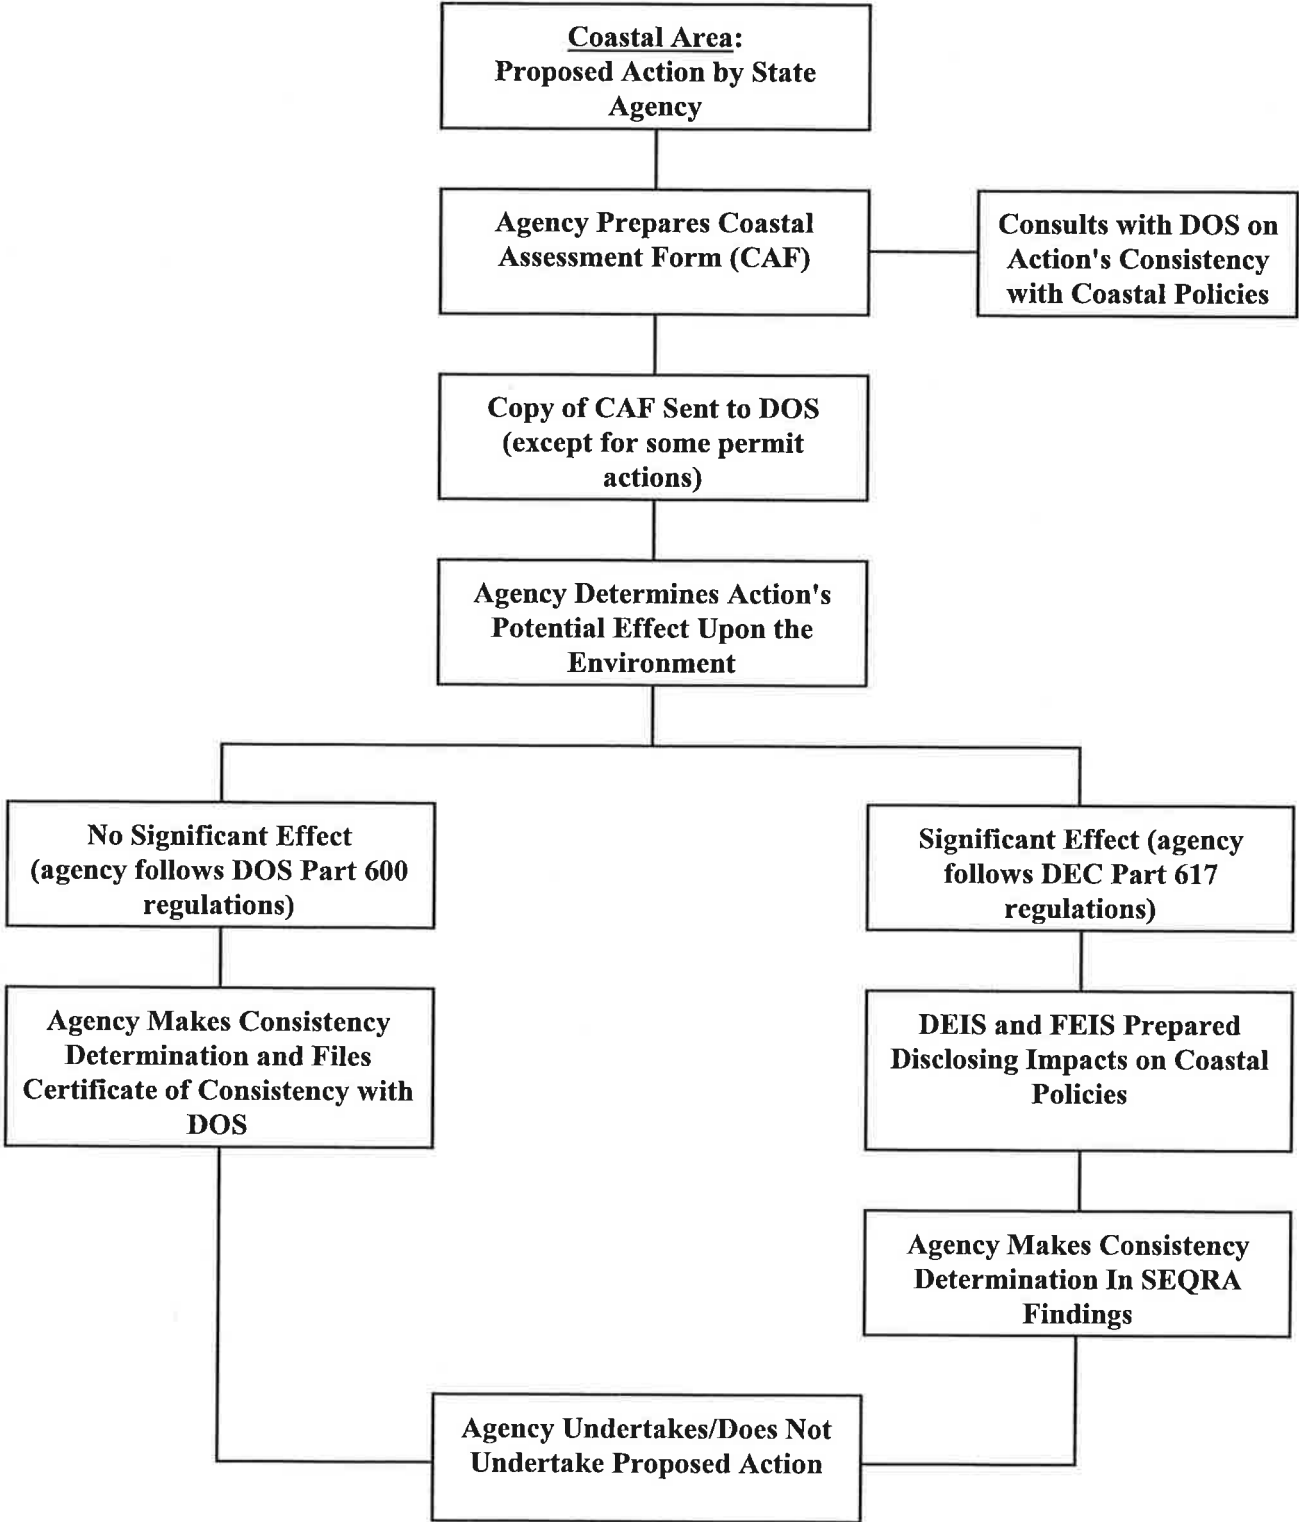 Coastal Area:
Proposed Action by State
Agency
Agency Prepares Coastal
Assessment Form (CAF)
Consults with DOS on
Action's Consistency
with Coastal Policies
Copy of CAF Sent to DOS
(except for some permit
actions)
Agency Determines Action's
Potential Effect Upon the
Environment
No Significant Effect
(agency follows DOS Part 600
regulations)
Significant Effect (agency
follows DEC Part 617
regulations)
Agency Makes Consistency
Determination and Files
Certificate of Consistency with
DOS
DEIS and FEIS Prepared
Disclosing Impacts on Coastal
Policies
Agency Makes Consistency
Determination In SEQRA
Findings
Agency Undertakes/Does Not
Undertake Proposed Action